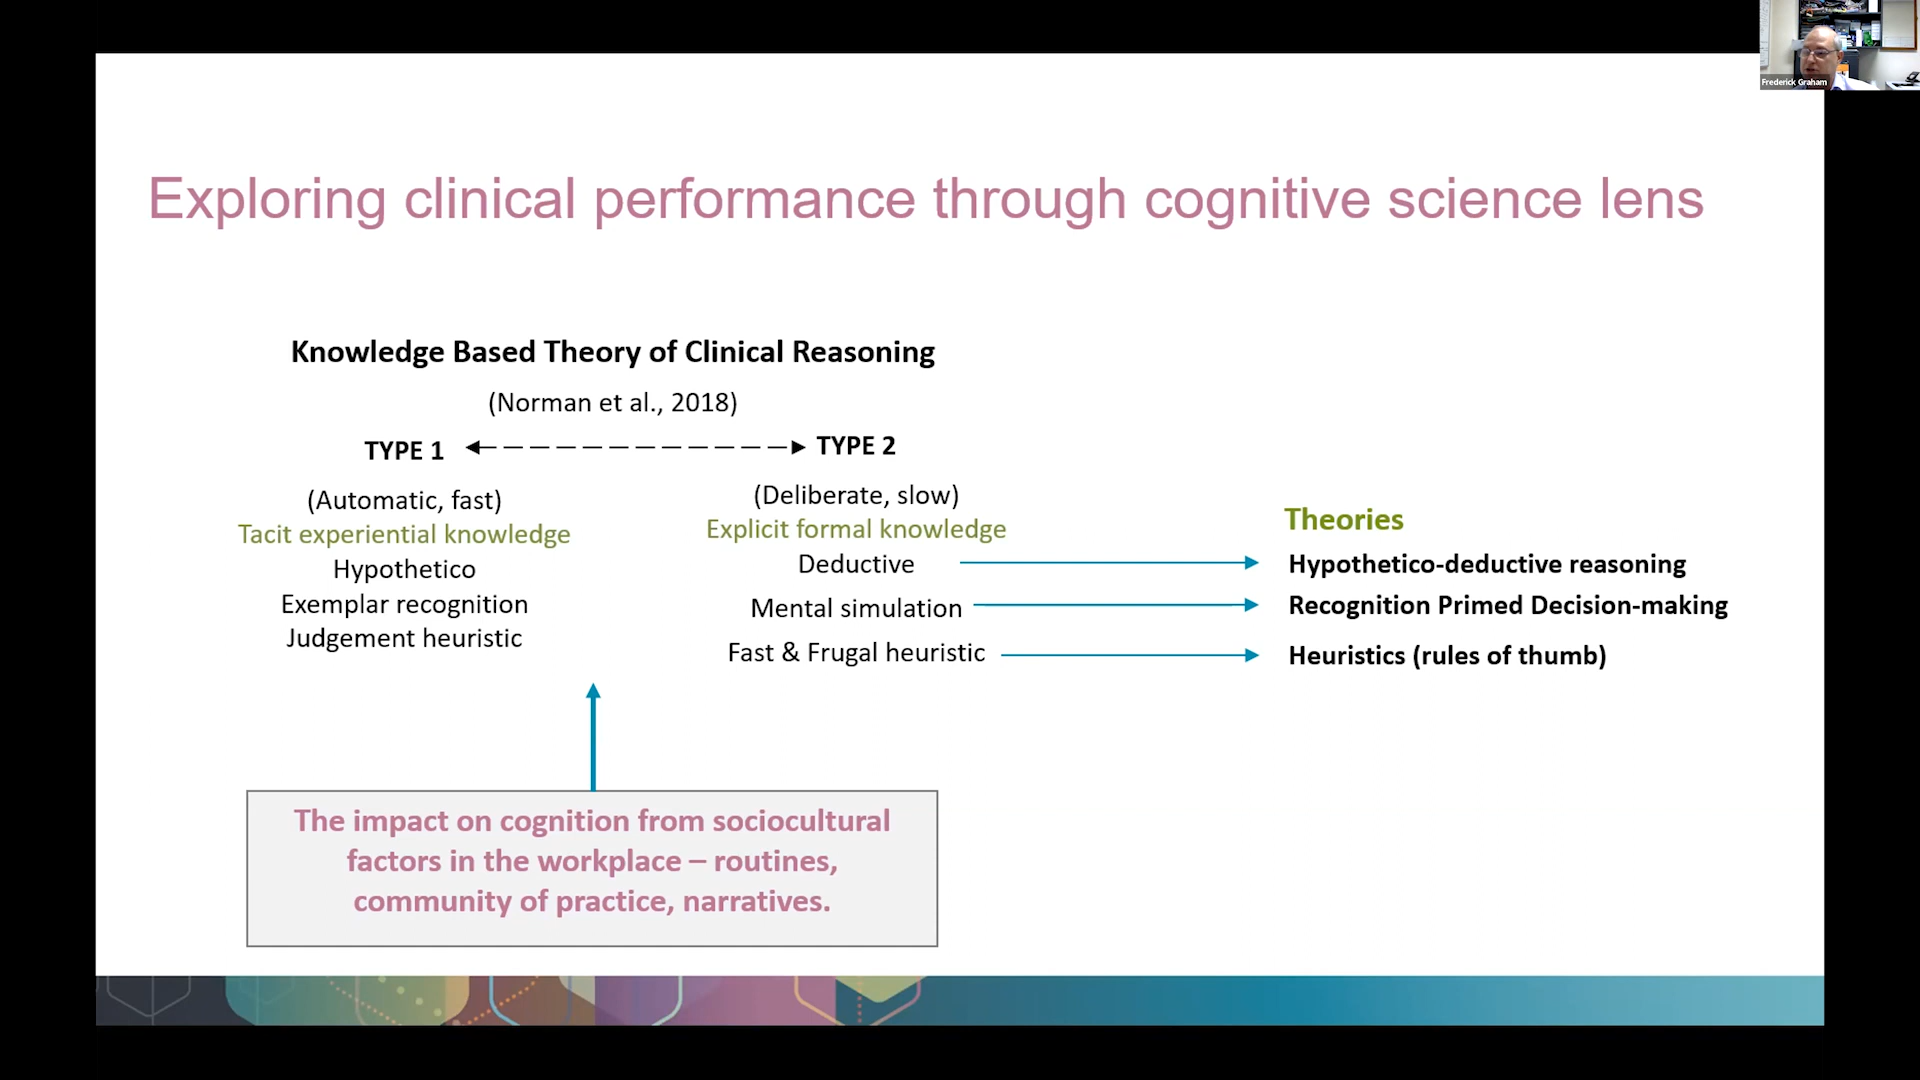 Frederick Graham
Exploring clinical performance through cognitive science lens
Knowledge Based Theory of Clinical Reasoning
(Norman et al., 2018)
TYPE 1
(Automatic, fast)
Tacit experiential knowledge
Hypothetico
Exemplar recognition
Judgement heuristic
TYPE 2
(Deliberate, slow)
Explicit formal knowledge
Deductive
Mental simulation
Fast & Frugal heuristic
Theories
Hypothetico-deductive reasoning
Recognition Primed Decision-making
Heuristics (rules of thumb)
The impact on cognition from sociocultural
factors in the workplace – routines,
community of practice, narratives.